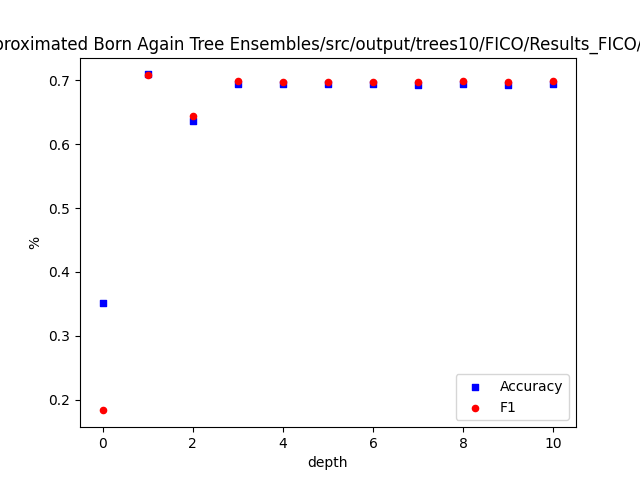 Born Again Tree Ensembles/src/output/trees10/FICO/Results_FICO/
0.7
0.6
0.5
0.4
0.3
0.2
%
0 2 4 6 8 10
depth
Accuracy
F1